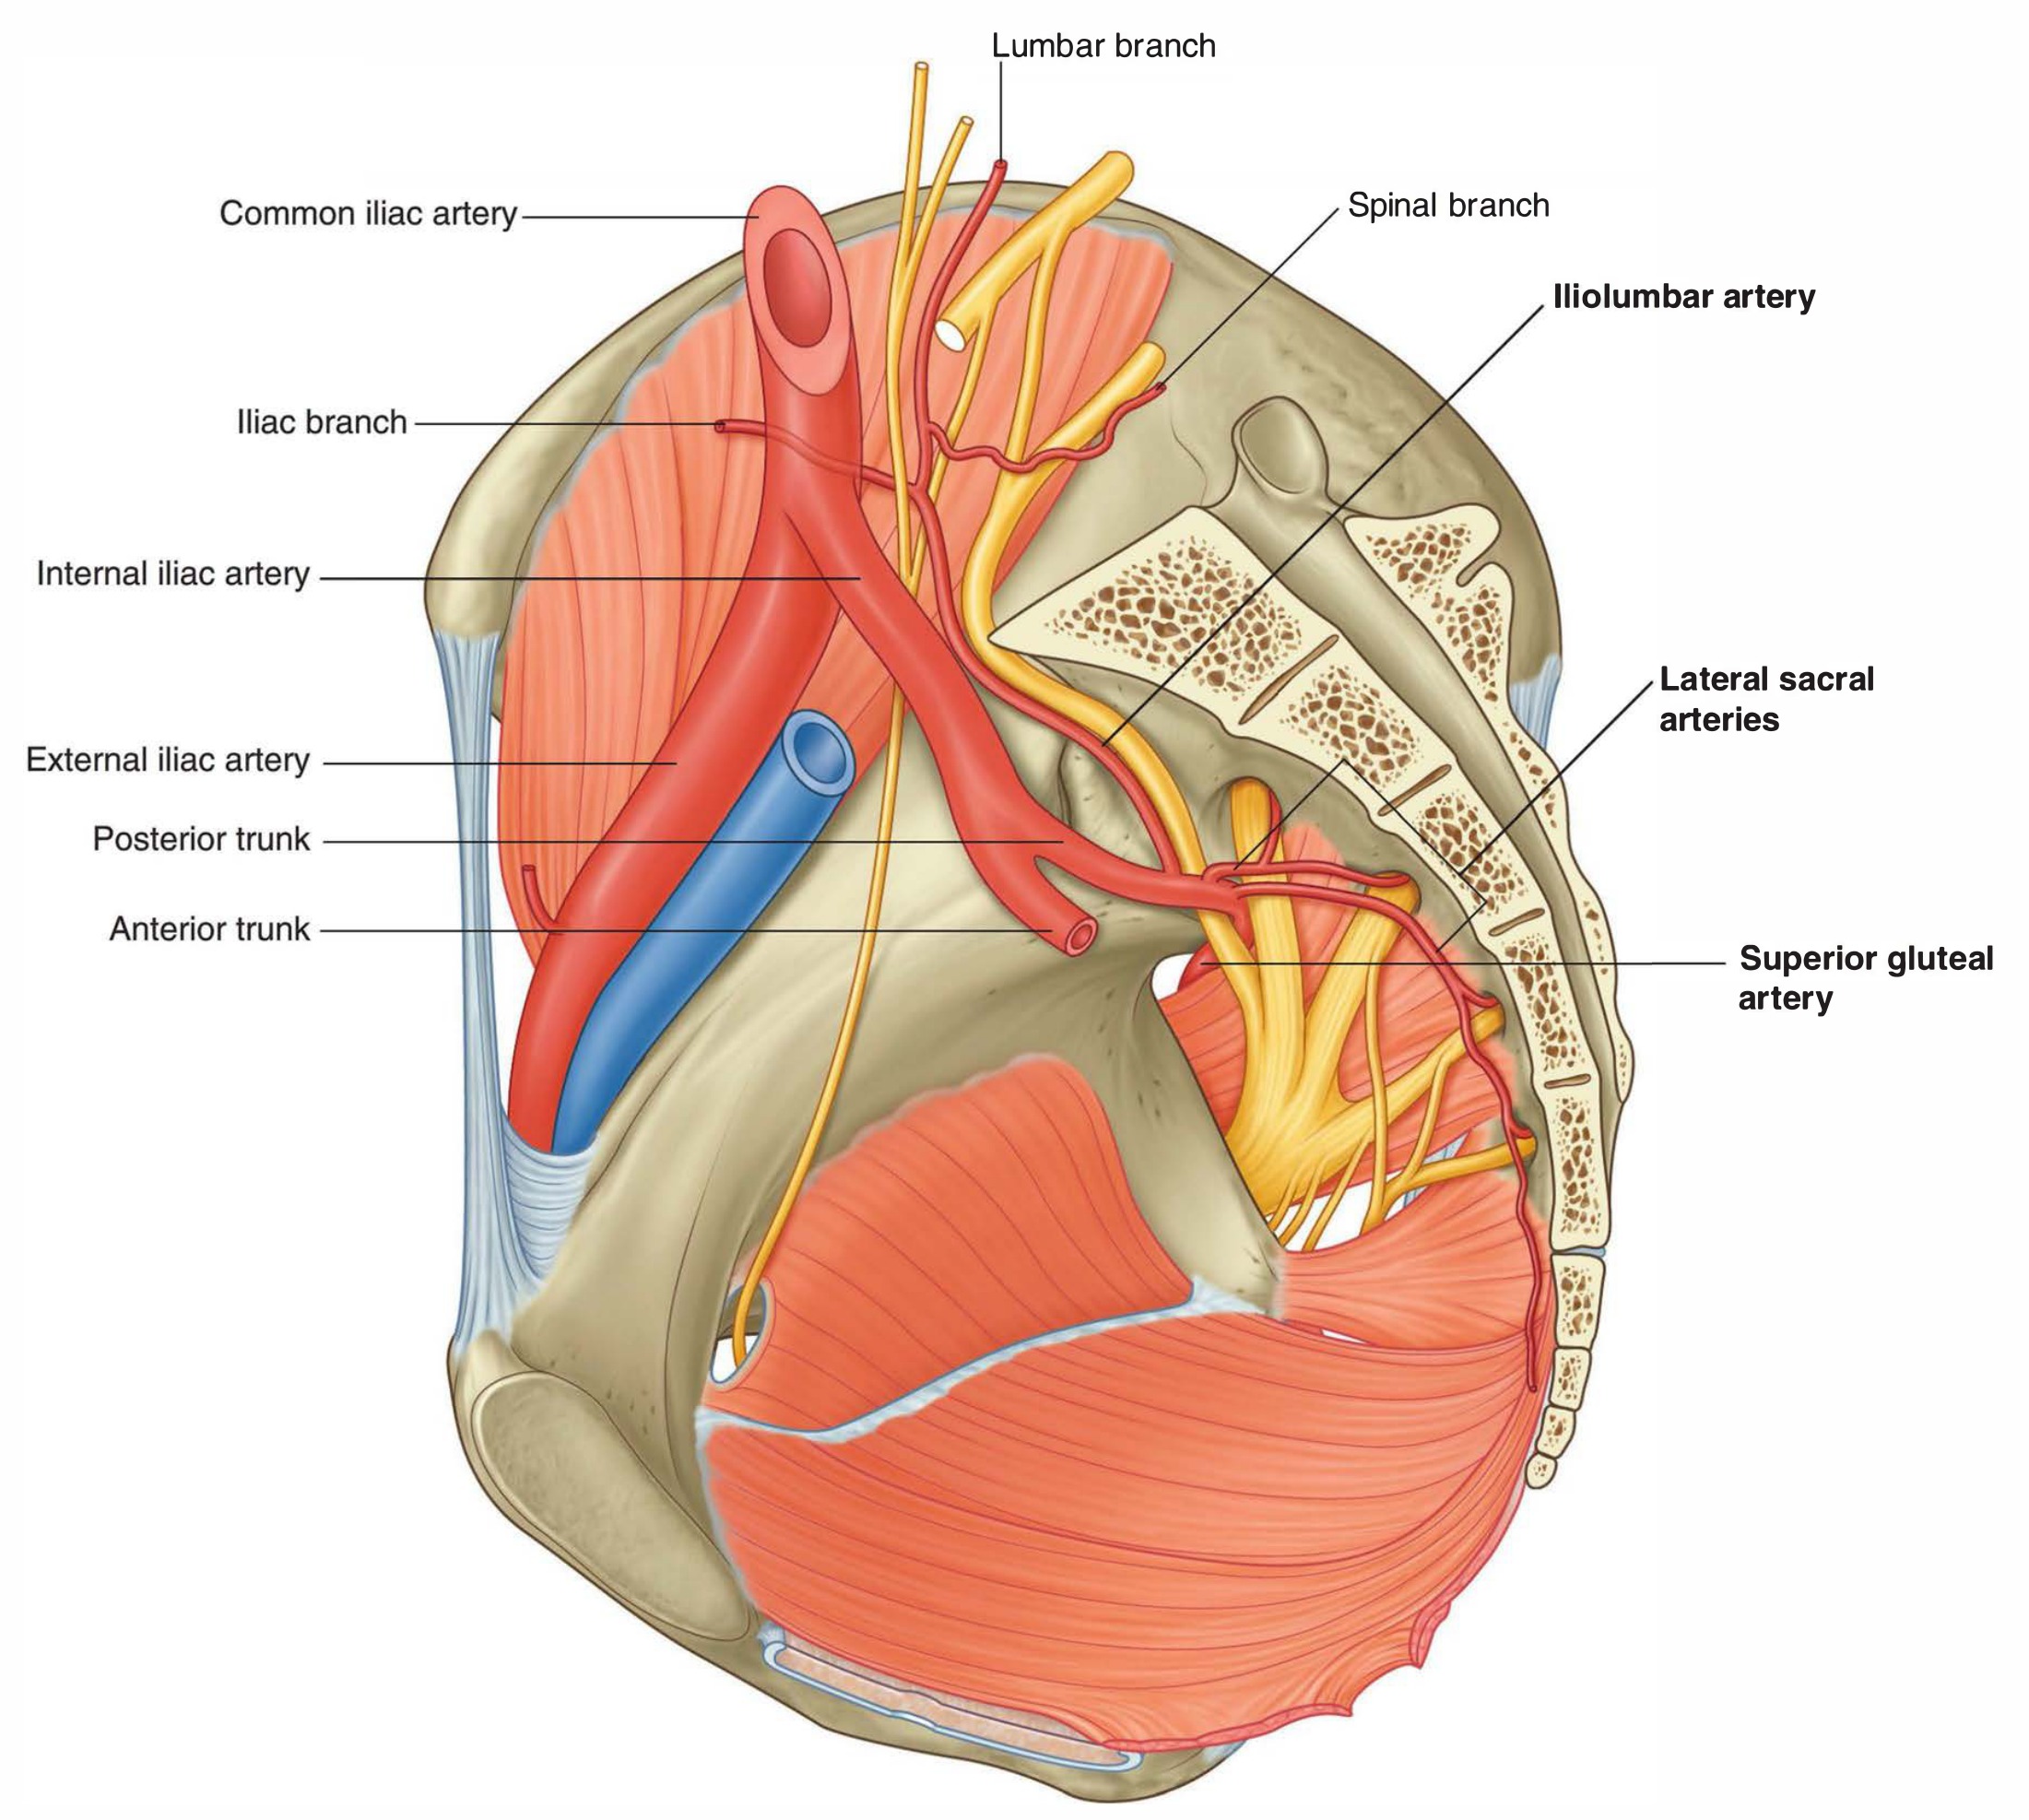 Lumbar branch
Common iliac artery
Spinal branch
Iliolumbar artery
Iliac branch
Internal iliac artery
Lateral sacral
arteries
External iliac artery
Posterior trunk
Anterior trunk
Superior gluteal
artery